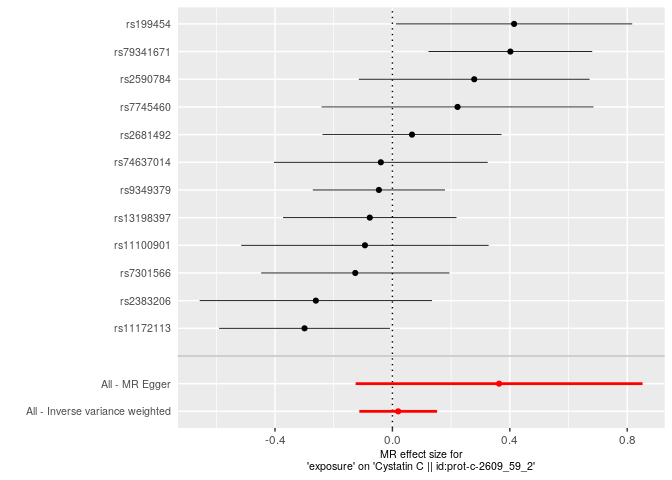 rs199454
rs79341671
rs2590784
rs7745460
rs2681492
rs74637014
rs9349379
rs13198397
rs11100901
rs7301566
rs2383206
rs11172113
All - MR Egger
All - Inverse variance weighted
-0.4 0.0 0.4 0.8
MR effect size for
'exposure' on 'Cystatin C || id:prot-c-2609_59_2'